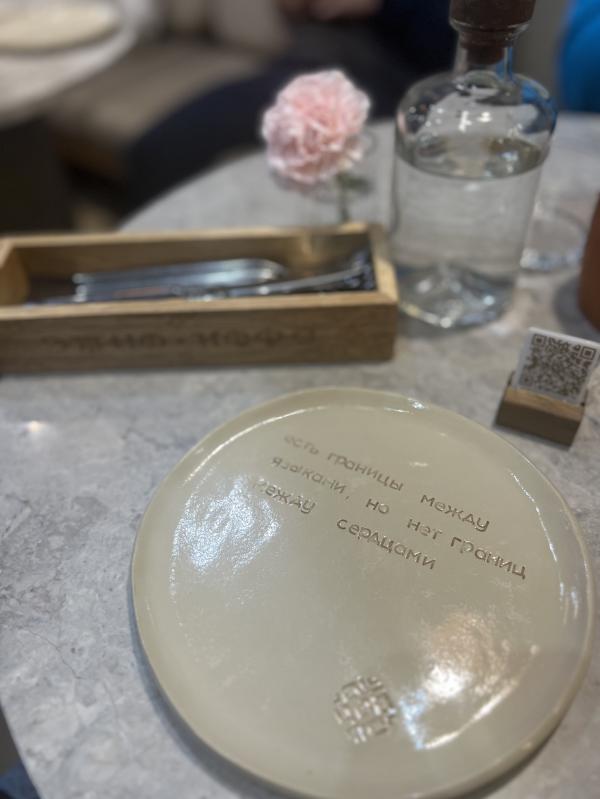 есть границы между
языками, но нет границ
между сердцами